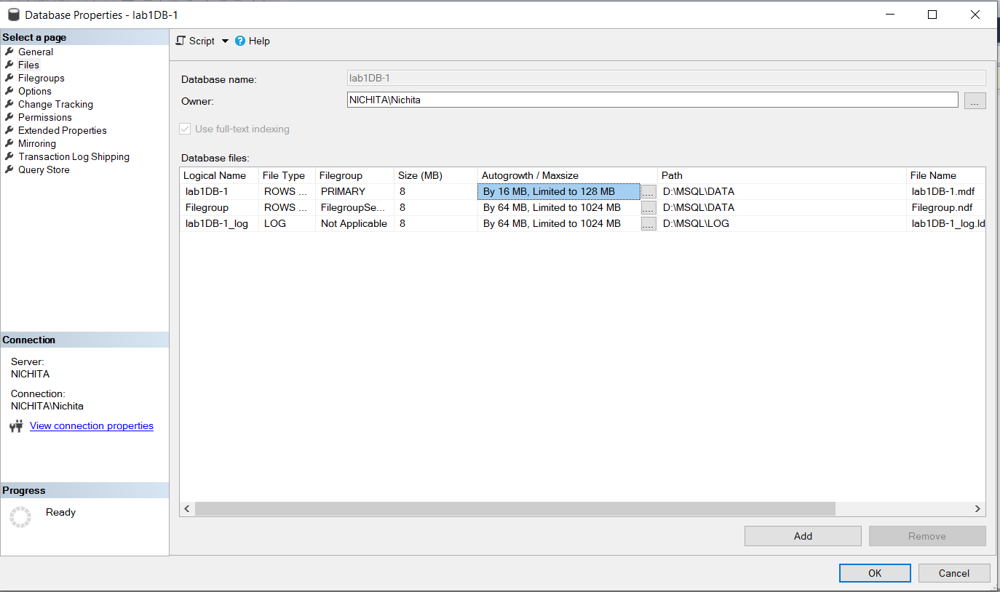 Database Properties - lab1DB-1
Select a page
General
Files
Filegroups
Options
Change Tracking
Permissions
Extended Properties
Mirroring
Transaction Log Shipping
Query Store
Connection
Server:
NICHITA
Connection:
NICHITA\Nichita
View connection properties
Progress
Ready
Script Help
Database name: lab1DB-1
Owner: NICHITA\Nichita ...
Use full-text indexing
Database files:
Logical Name File Type Filegroup Size (MB) Autogrowth / Maxsize Path File Name
lab1DB-1 ROWS ... PRIMARY 8 By 16 MB, Limited to 128 MB .... D:\MSQL\DATA lab1DB-1.mdf
Filegroup ROWS ... FilegroupSe... 8 By 64 MB, Limited to 1024 MB .... D:\MSQL\DATA Filegroup.ndf
lab1DB-1_log LOG Not Applicable 8 By 64 MB, Limited to 1024 MB .... D:\MSQL\LOG lab1DB-1_log.ld
Add Remove
OK Cancel